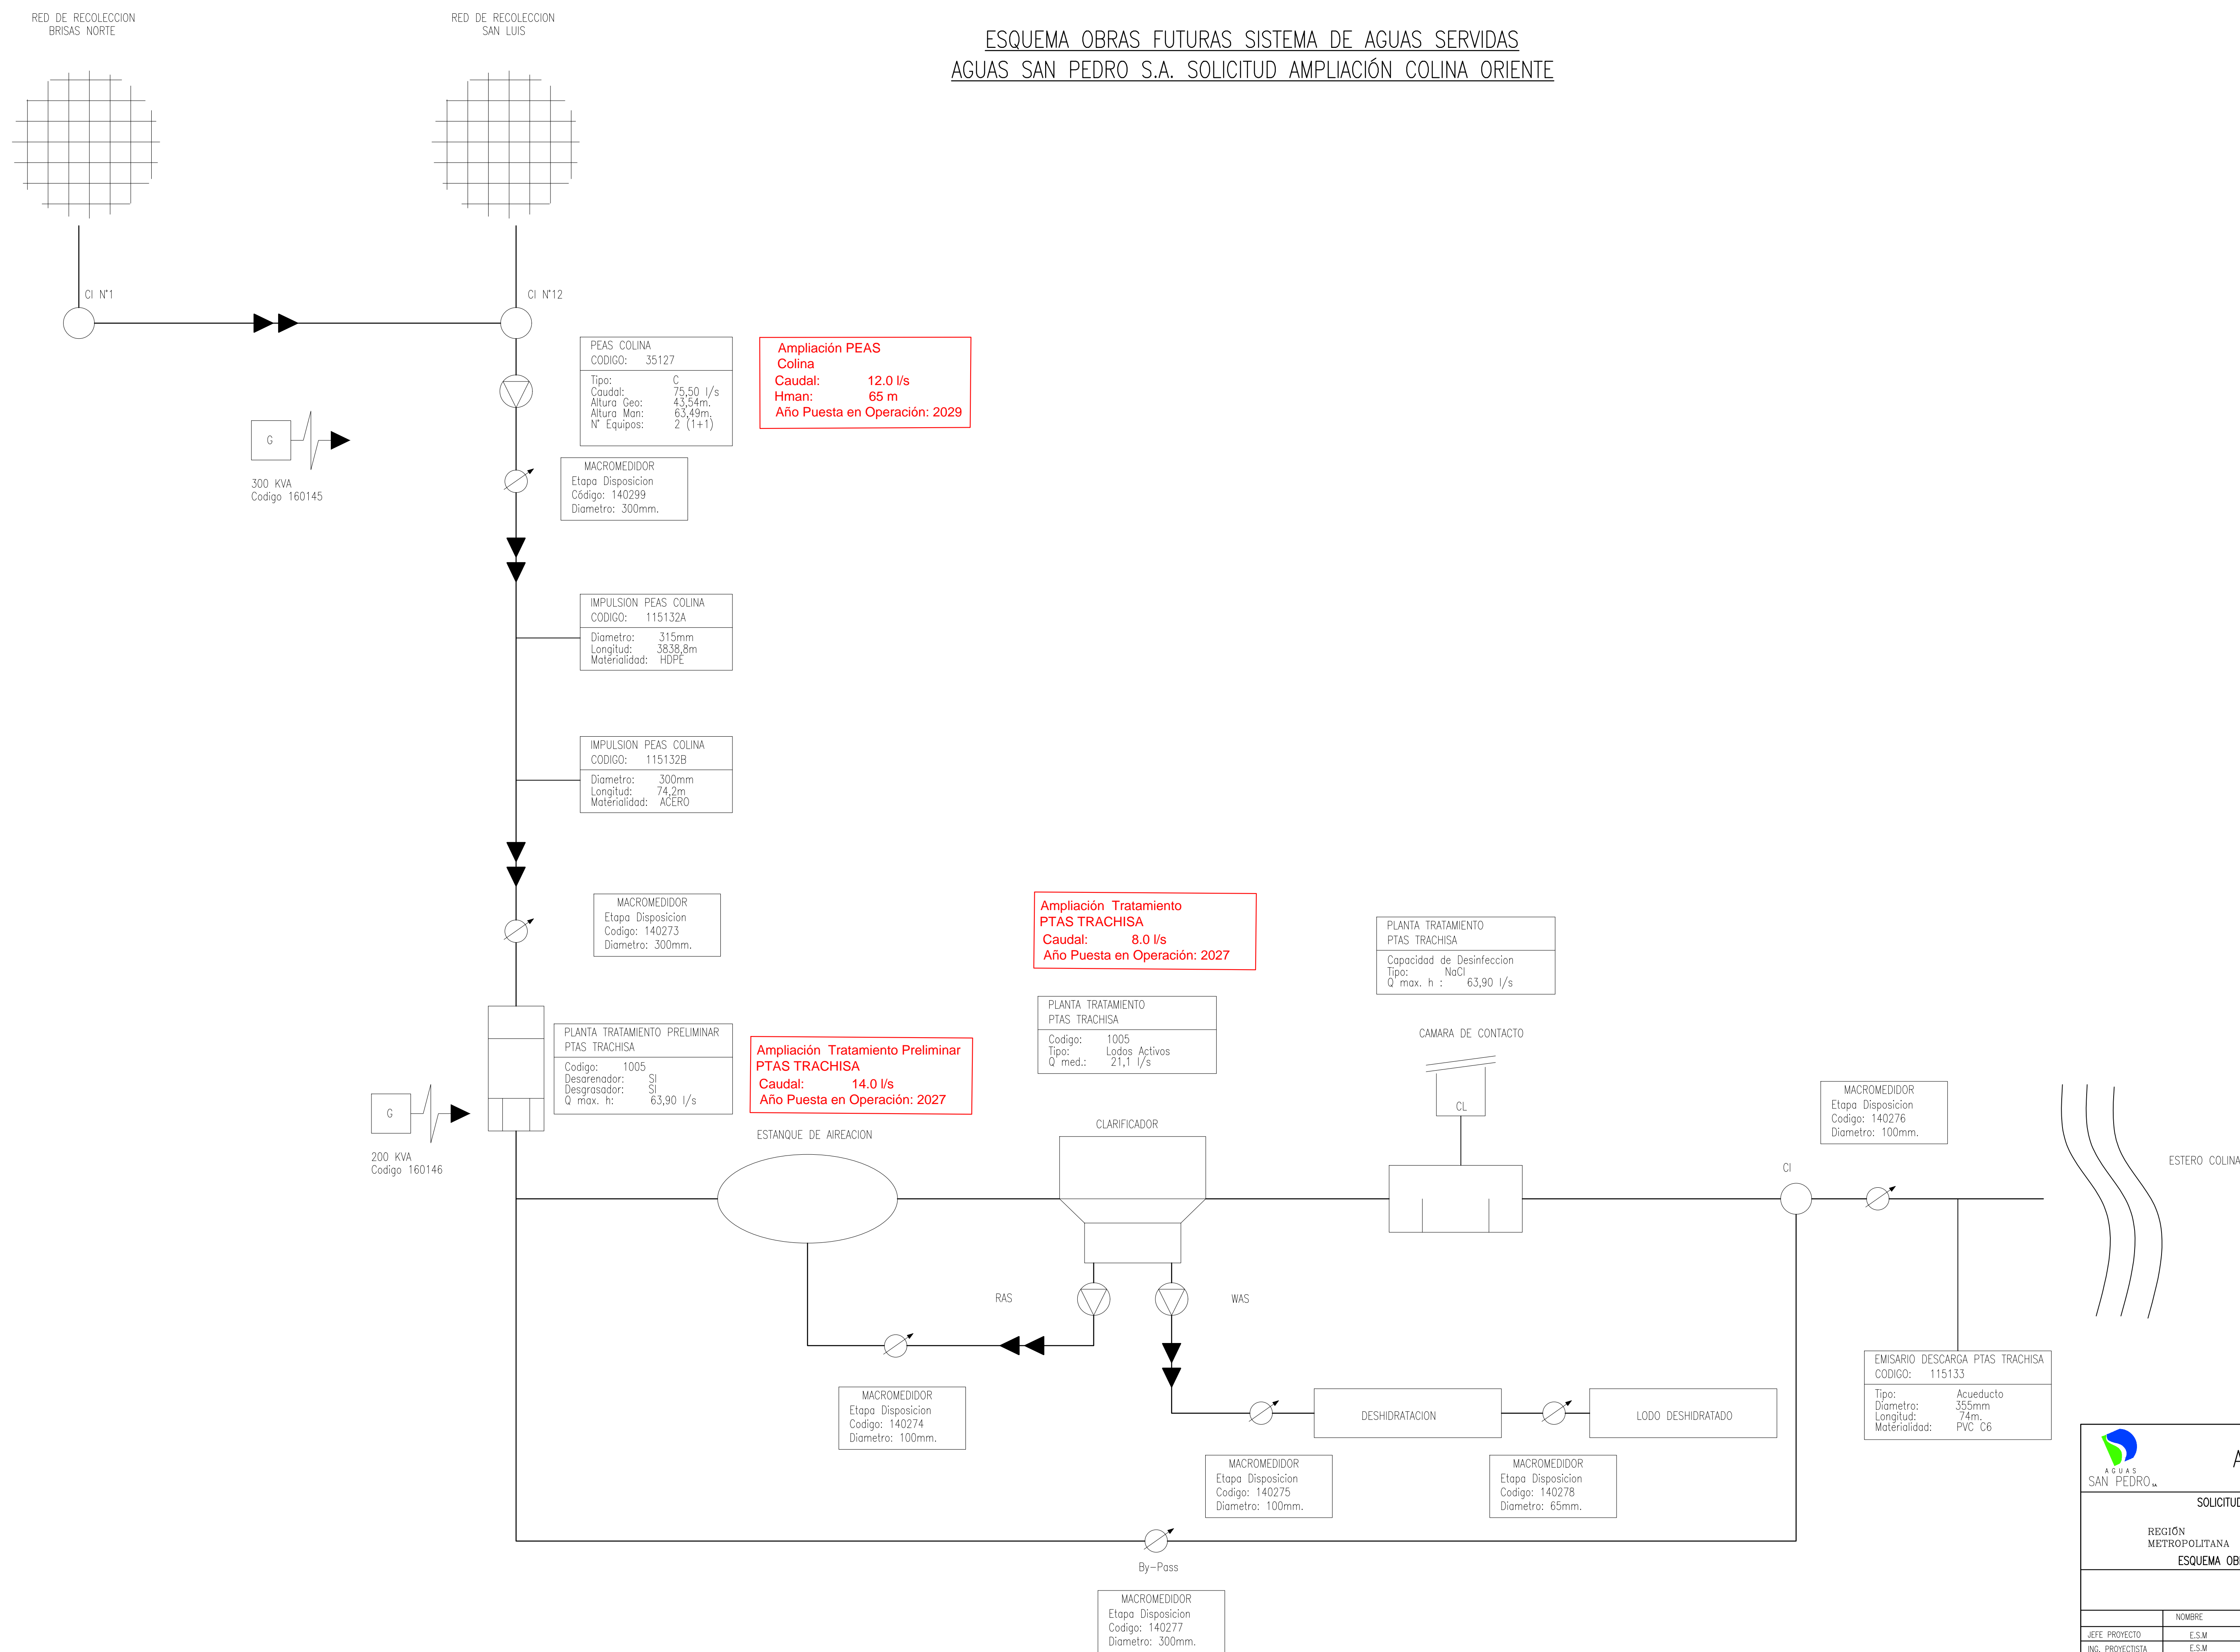 RED DE RECOLECCION
BRISAS NORTE
RED DE RECOLECCION
SAN LUIS
ESQUEMA OBRAS FUTURAS SISTEMA DE AGUAS SERVIDAS
AGUAS SAN PEDRO S.A. SOLICITUD AMPLIACIÓN COLINA ORIENTE
CI N°1
CI N°12
PEAS COLINA
CODIGO: 35127
Tipo: C
Caudal: 75,50 l/s
Altura Geo: 43,54m.
Altura Man: 63,49m.
N° Equipos: 2 (1+1)
Ampliación PEAS
Colina
Caudal: 12.0 l/s
Hman: 65 m
Año Puesta en Operación: 2029
G
300 KVA
Codigo 160145
MACROMEDIDOR
Etapa Disposicion
Código: 140299
Diametro: 300mm.
IMPULSION PEAS COLINA
CODIGO: 115132A
Diametro: 315mm
Longitud: 3838,8m
Materialidad: HDPE
IMPULSION PEAS COLINA
CODIGO: 115132B
Diametro: 300mm
Longitud: 74,2m
Materialidad: ACERO
MACROMEDIDOR
Etapa Disposicion
Codigo: 140273
Diametro: 300mm.
Ampliación Tratamiento
PTAS TRACHISA
Caudal: 8.0 l/s
Año Puesta en Operación: 2027
PLANTA TRATAMIENTO
PTAS TRACHISA
Capacidad de Desinfeccion
Tipo: NaCl
Q max. h : 63,90 l/s
PLANTA TRATAMIENTO
PTAS TRACHISA
Codigo: 1005
Tipo: Lodos Activos
Q med.: 21,1 l/s
PLANTA TRATAMIENTO PRELIMINAR
PTAS TRACHISA
Codigo: 1005
Desarenador: SI
Desgrasador: SI
Q max. h: 63,90 l/s
Ampliación Tratamiento Preliminar
PTAS TRACHISA
Caudal: 14.0 l/s
Año Puesta en Operación: 2027
CAMARA DE CONTACTO
CL
G
200 KVA
Codigo 160146
ESTANQUE DE AIREACION
CLARIFICADOR
MACROMEDIDOR
Etapa Disposicion
Codigo: 140276
Diametro: 100mm.
CI
ESTERO COLINA
RAS
WAS
MACROMEDIDOR
Etapa Disposicion
Codigo: 140274
Diametro: 100mm.
DESHIDRATACION
LODO DESHIDRATADO
EMISARIO DESCARGA PTAS TRACHISA
CODIGO: 115133
Tipo: Acueducto
Diametro: 355mm
Longitud: 74m.
Materialidad: PVC C6
MACROMEDIDOR
Etapa Disposicion
Codigo: 140275
Diametro: 100mm.
MACROMEDIDOR
Etapa Disposicion
Codigo: 140278
Diametro: 65mm.
By-Pass
MACROMEDIDOR
Etapa Disposicion
Codigo: 140277
Diametro: 300mm.
AGUAS
SAN PEDRO SA
A
SOLICITUD
REGIÓN
METROPOLITANA
ESQUEMA OB
NOMBRE
JEFE PROYECTO E.S.M
ING. PROYECTISTA E.S.M